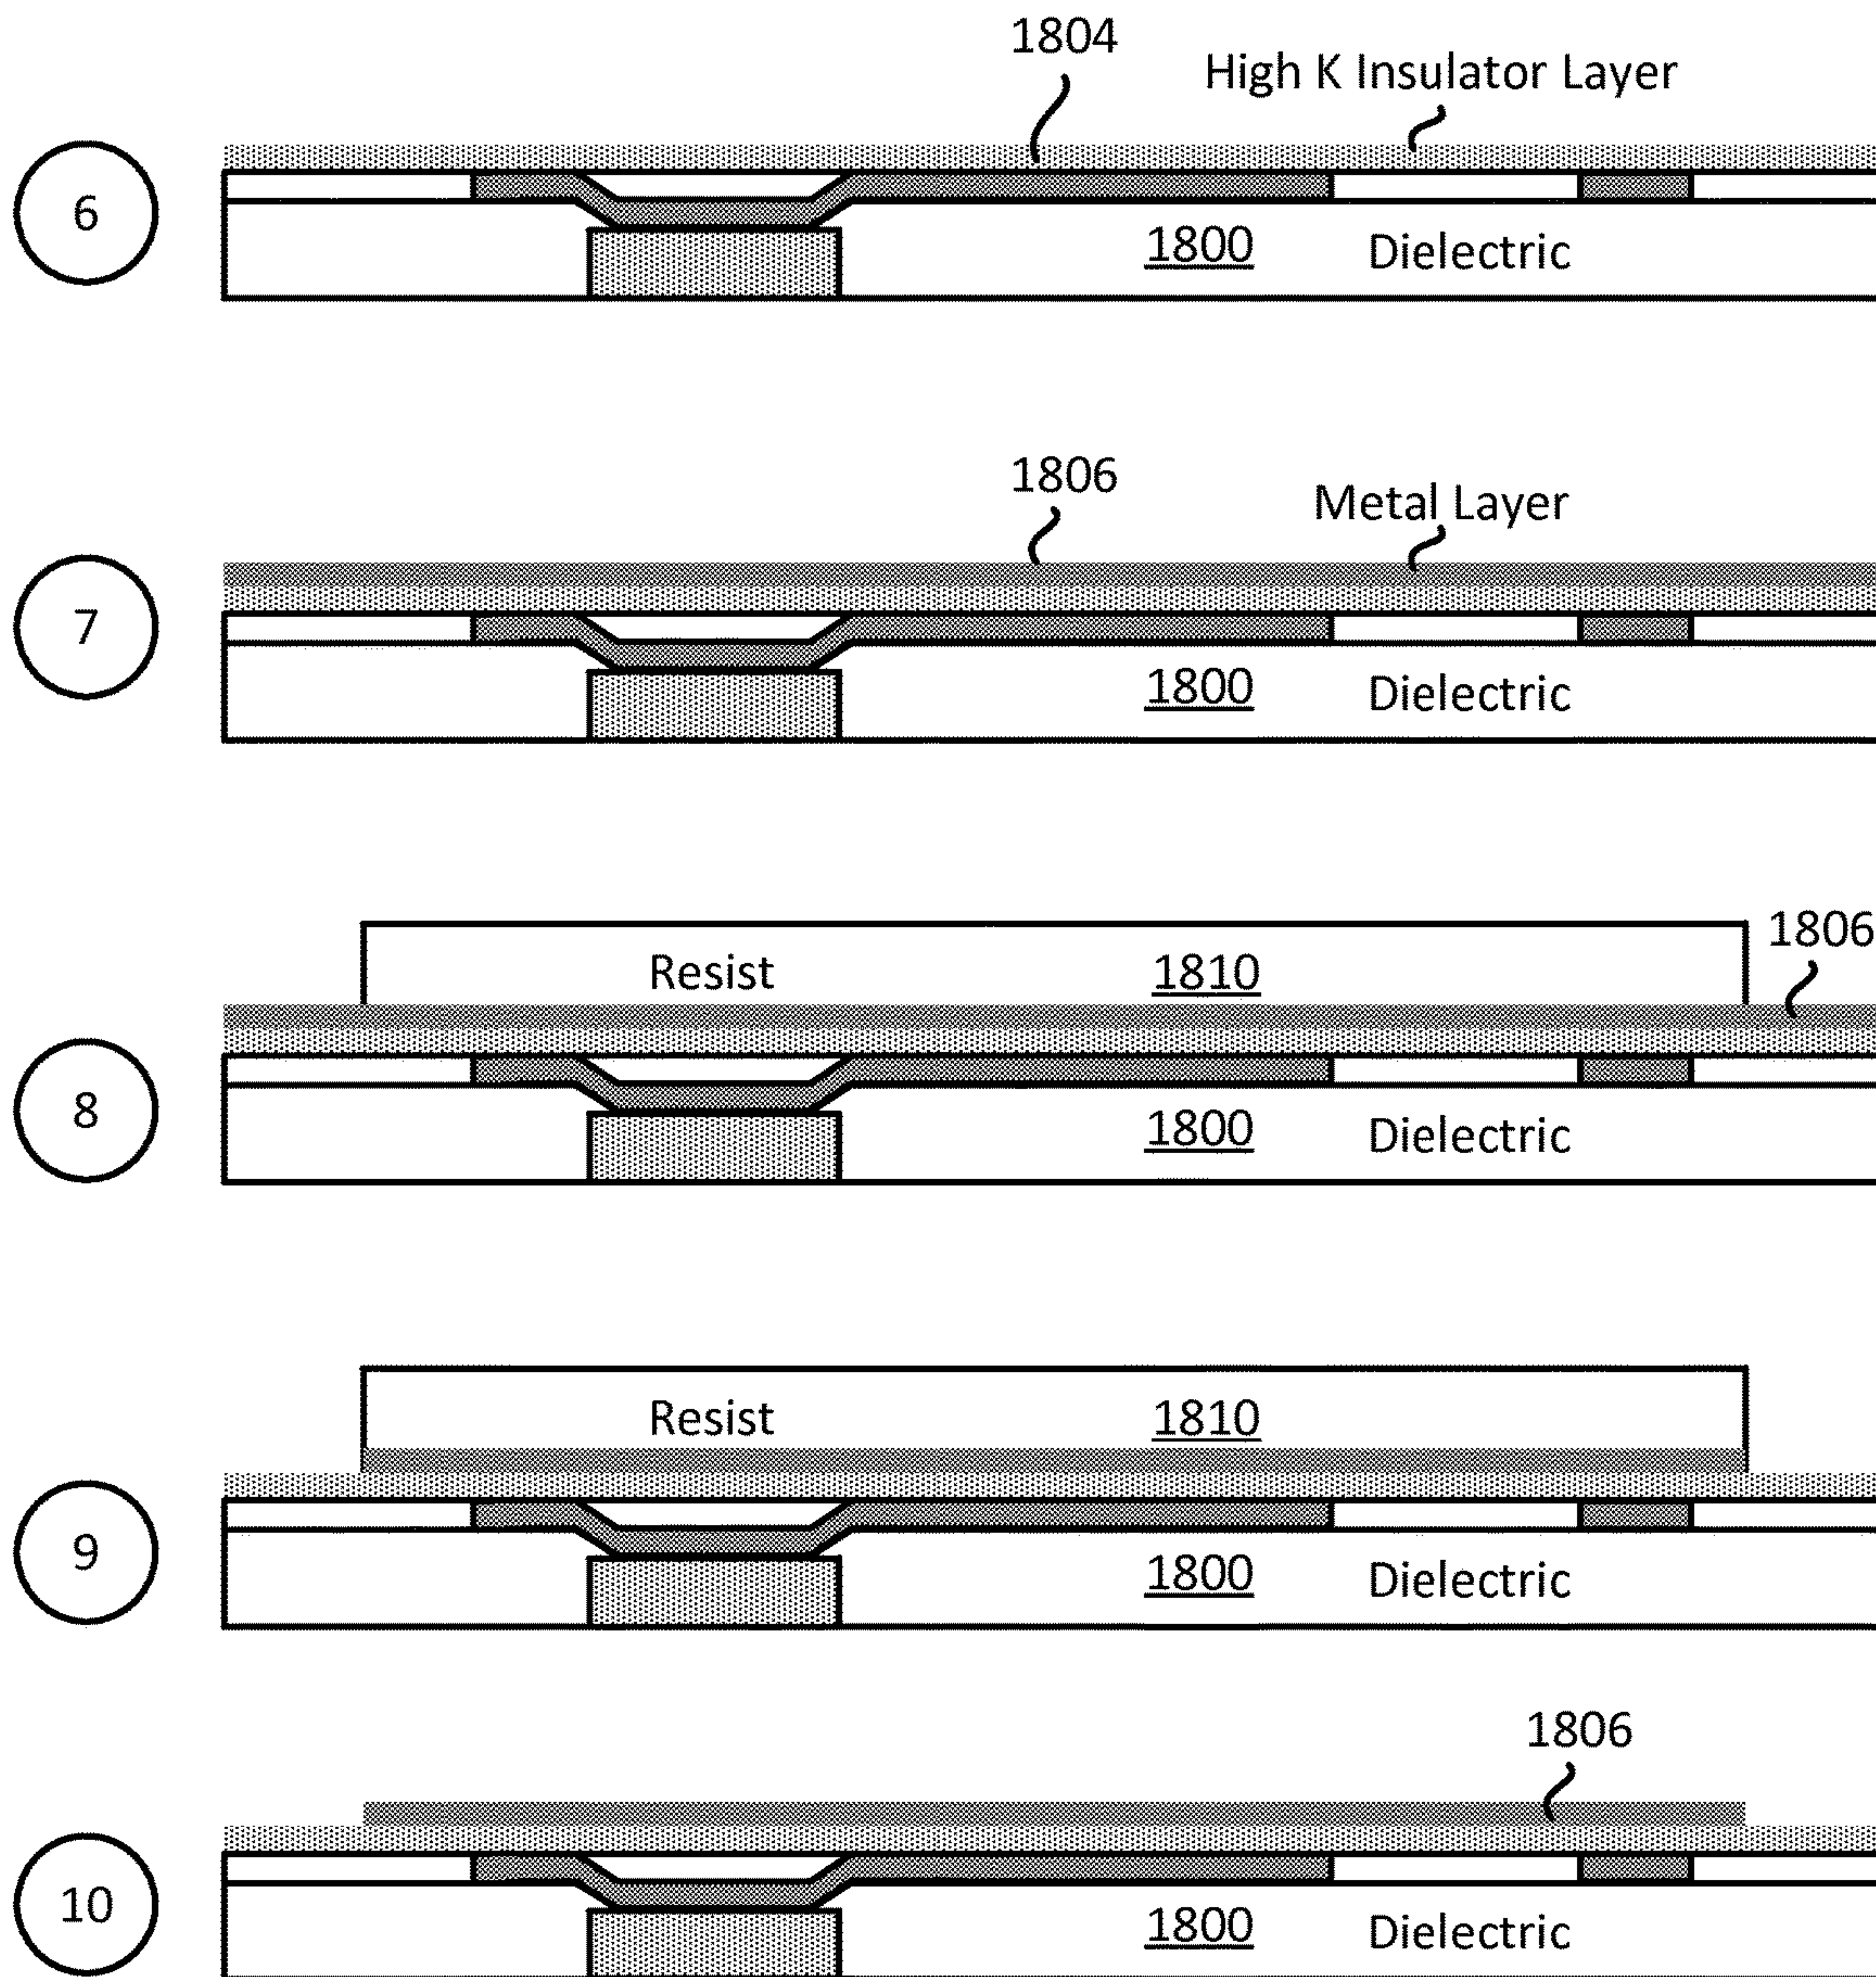 1804
High K Insulator Layer
6
1800 Dielectric
1806
Metal Layer
7
1800 Dielectric
1806
Resist 1810
8
1800 Dielectric
Resist 1810
9
1800 Dielectric
1806
10
1800 Dielectric